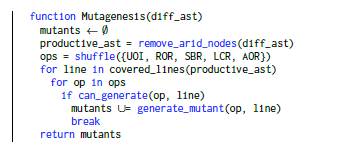 function Mutagenesis(diff_ast)
mutants ← ∅
productive_ast = remove_arid_nodes(diff_ast)
ops = shuffle({UOI, ROR, SBR, LCR, AOR})
for line in covered_lines(productive_ast)
for op in ops
if can_generate(op, line)
mutants ∪= generate_mutant(op, line)
break
return mutants